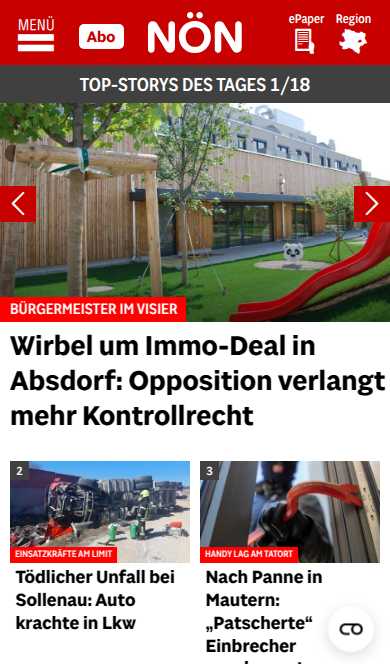 MENÜ
Abo
NÖN
ePaper
Region
TOP-STORYS DES TAGES 1/18
BÜRGERMEISTER IM VISIER
Wirbel um Immo-Deal in
Absdorf: Opposition verlangt
mehr Kontrollrecht
2
EINSATZKRÄFTE AM LIMIT
Tödlicher Unfall bei
Sollenau: Auto
krachte in Lkw
3
HANDY LAG AM TATORT
Nach Panne in
Mautern:
„Patscherte“
Einbrecher